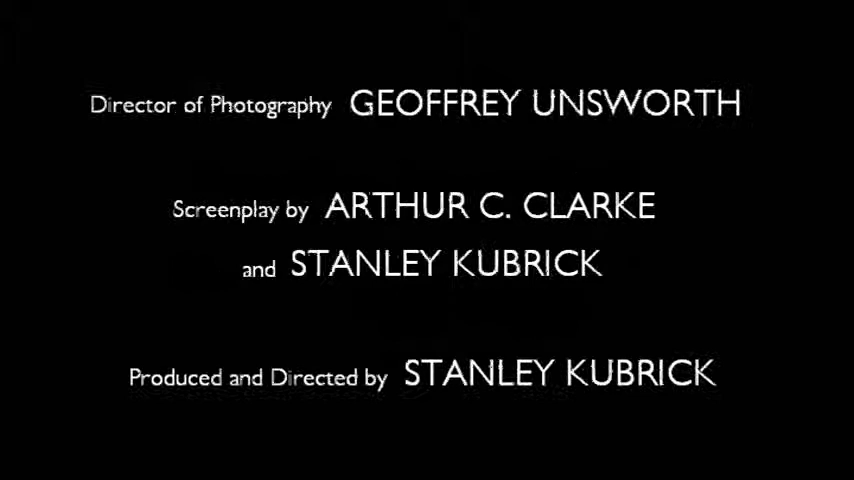 Director of Photography GEOFFREY UNSWORTH
Screenplay by ARTHUR C. CLARKE
and STANLEY KUBRICK
Produced and Directed by STANLEY KUBRICK